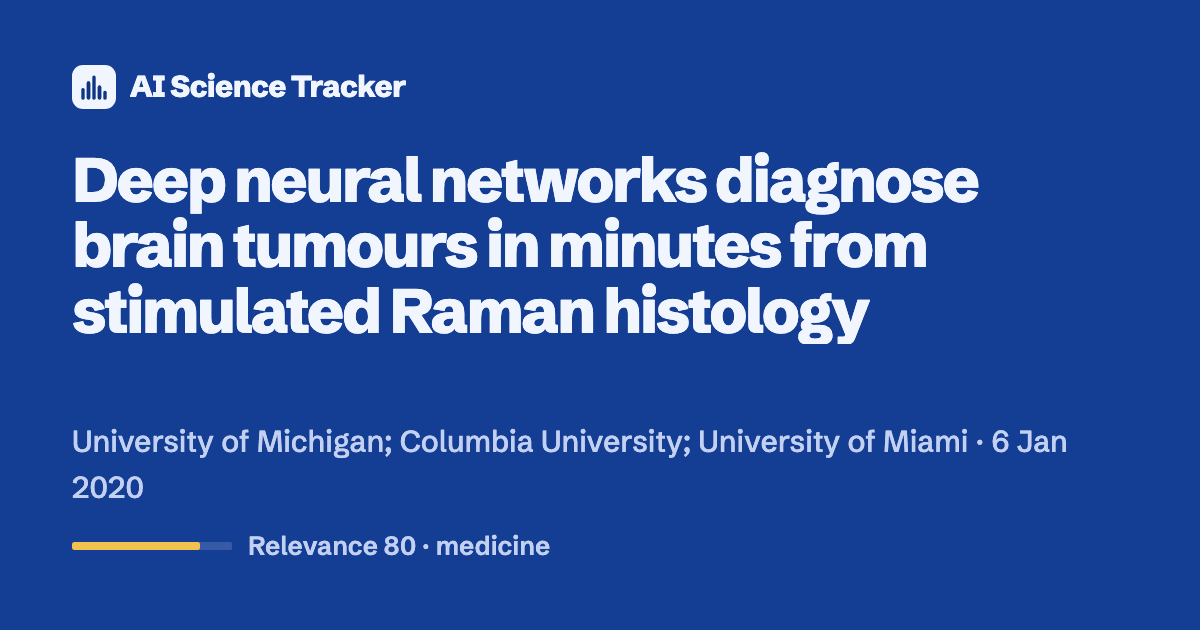 AI Science Tracker
Deep neural networks diagnose
brain tumours in minutes from
stimulated Raman histology
University of Michigan; Columbia University; University of Miami · 6 Jan
2020
Relevance 80 · medicine